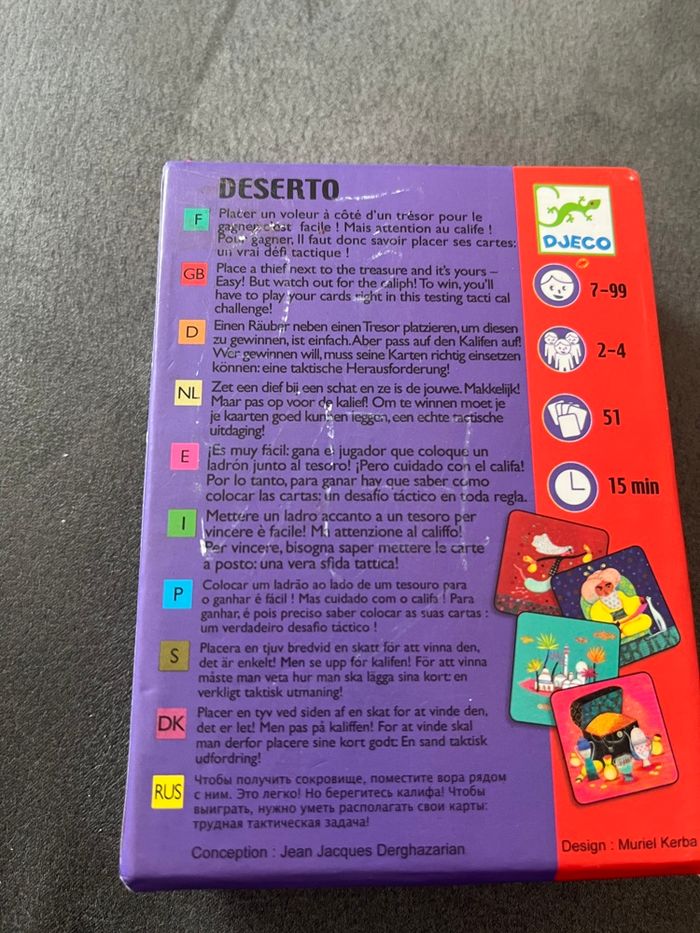 DESERTO
F
Placer un voleur à côté d'un trésor pour le
gagner, c'est facile ! Mais attention au calife !
Pour gagner, Il faut donc savoir placer ses cartes:
un vrai défi tactique !
GB
Place a thief next to the treasure and it's yours –
Easy! But watch out for the caliph! To win, you'll
have to play your cards right in this testing tacti cal
challenge!
D
Einen Räuber neben einen Tresor platzieren, um diesen
zu gewinnen, ist einfach. Aber pass auf den Kalifen auf!
Wer gewinnen will, muss seine Karten richtig einsetzen
können: eine taktische Herausforderung!
NL
Zet een dief bij een schat en ze is de jouwe. Makkelijk!
Maar pas op voor de kalief! Om te winnen moet je
je kaarten goed kunnen leggen, een echte tactische
uitdaging!
E
¡Es muy fácil: gana el jugador que coloque un
ladrón junto al tesoro! ¡Pero cuidado con el califa!
Por lo tanto, para ganar hay que saber como
colocar las cartas: un desafío táctico en toda regla.
I
Mettere un ladro accanto a un tesoro per
vincere è facile! Ma attenzione al califfo!
Per vincere, bisogna saper mettere le carte
a posto: una vera sfida tattica!
P
Colocar um ladrão ao lado de um tesouro para
o ganhar é fácil ! Mas cuidado com o califa ! Para
ganhar, é pois preciso saber colocar as suas cartas :
um verdadeiro desafio táctico !
S
Placera en tjuv bredvid en skatt för att vinna den,
det är enkelt! Men se upp för kalifen! För att vinna
måste man veta hur man ska lägga sina kort: en
verkligt taktisk utmaning!
DK
Placer en tyv ved siden af en skat for at vinde den,
det er let! Men pas på kaliffen! For at vinde skal
man derfor placere sine kort godt: En sand taktisk
udfordring!
RUS
Чтобы получить сокровище, поместите вора рядом
с ним. Это легко! Но берегитесь калифа! Чтобы
выиграть, нужно уметь располагать свои карты:
трудная тактическая задача!
Conception : Jean Jacques Derghazarian
DJECO
7-99
2-4
51
15 min
Design : Muriel Kerba